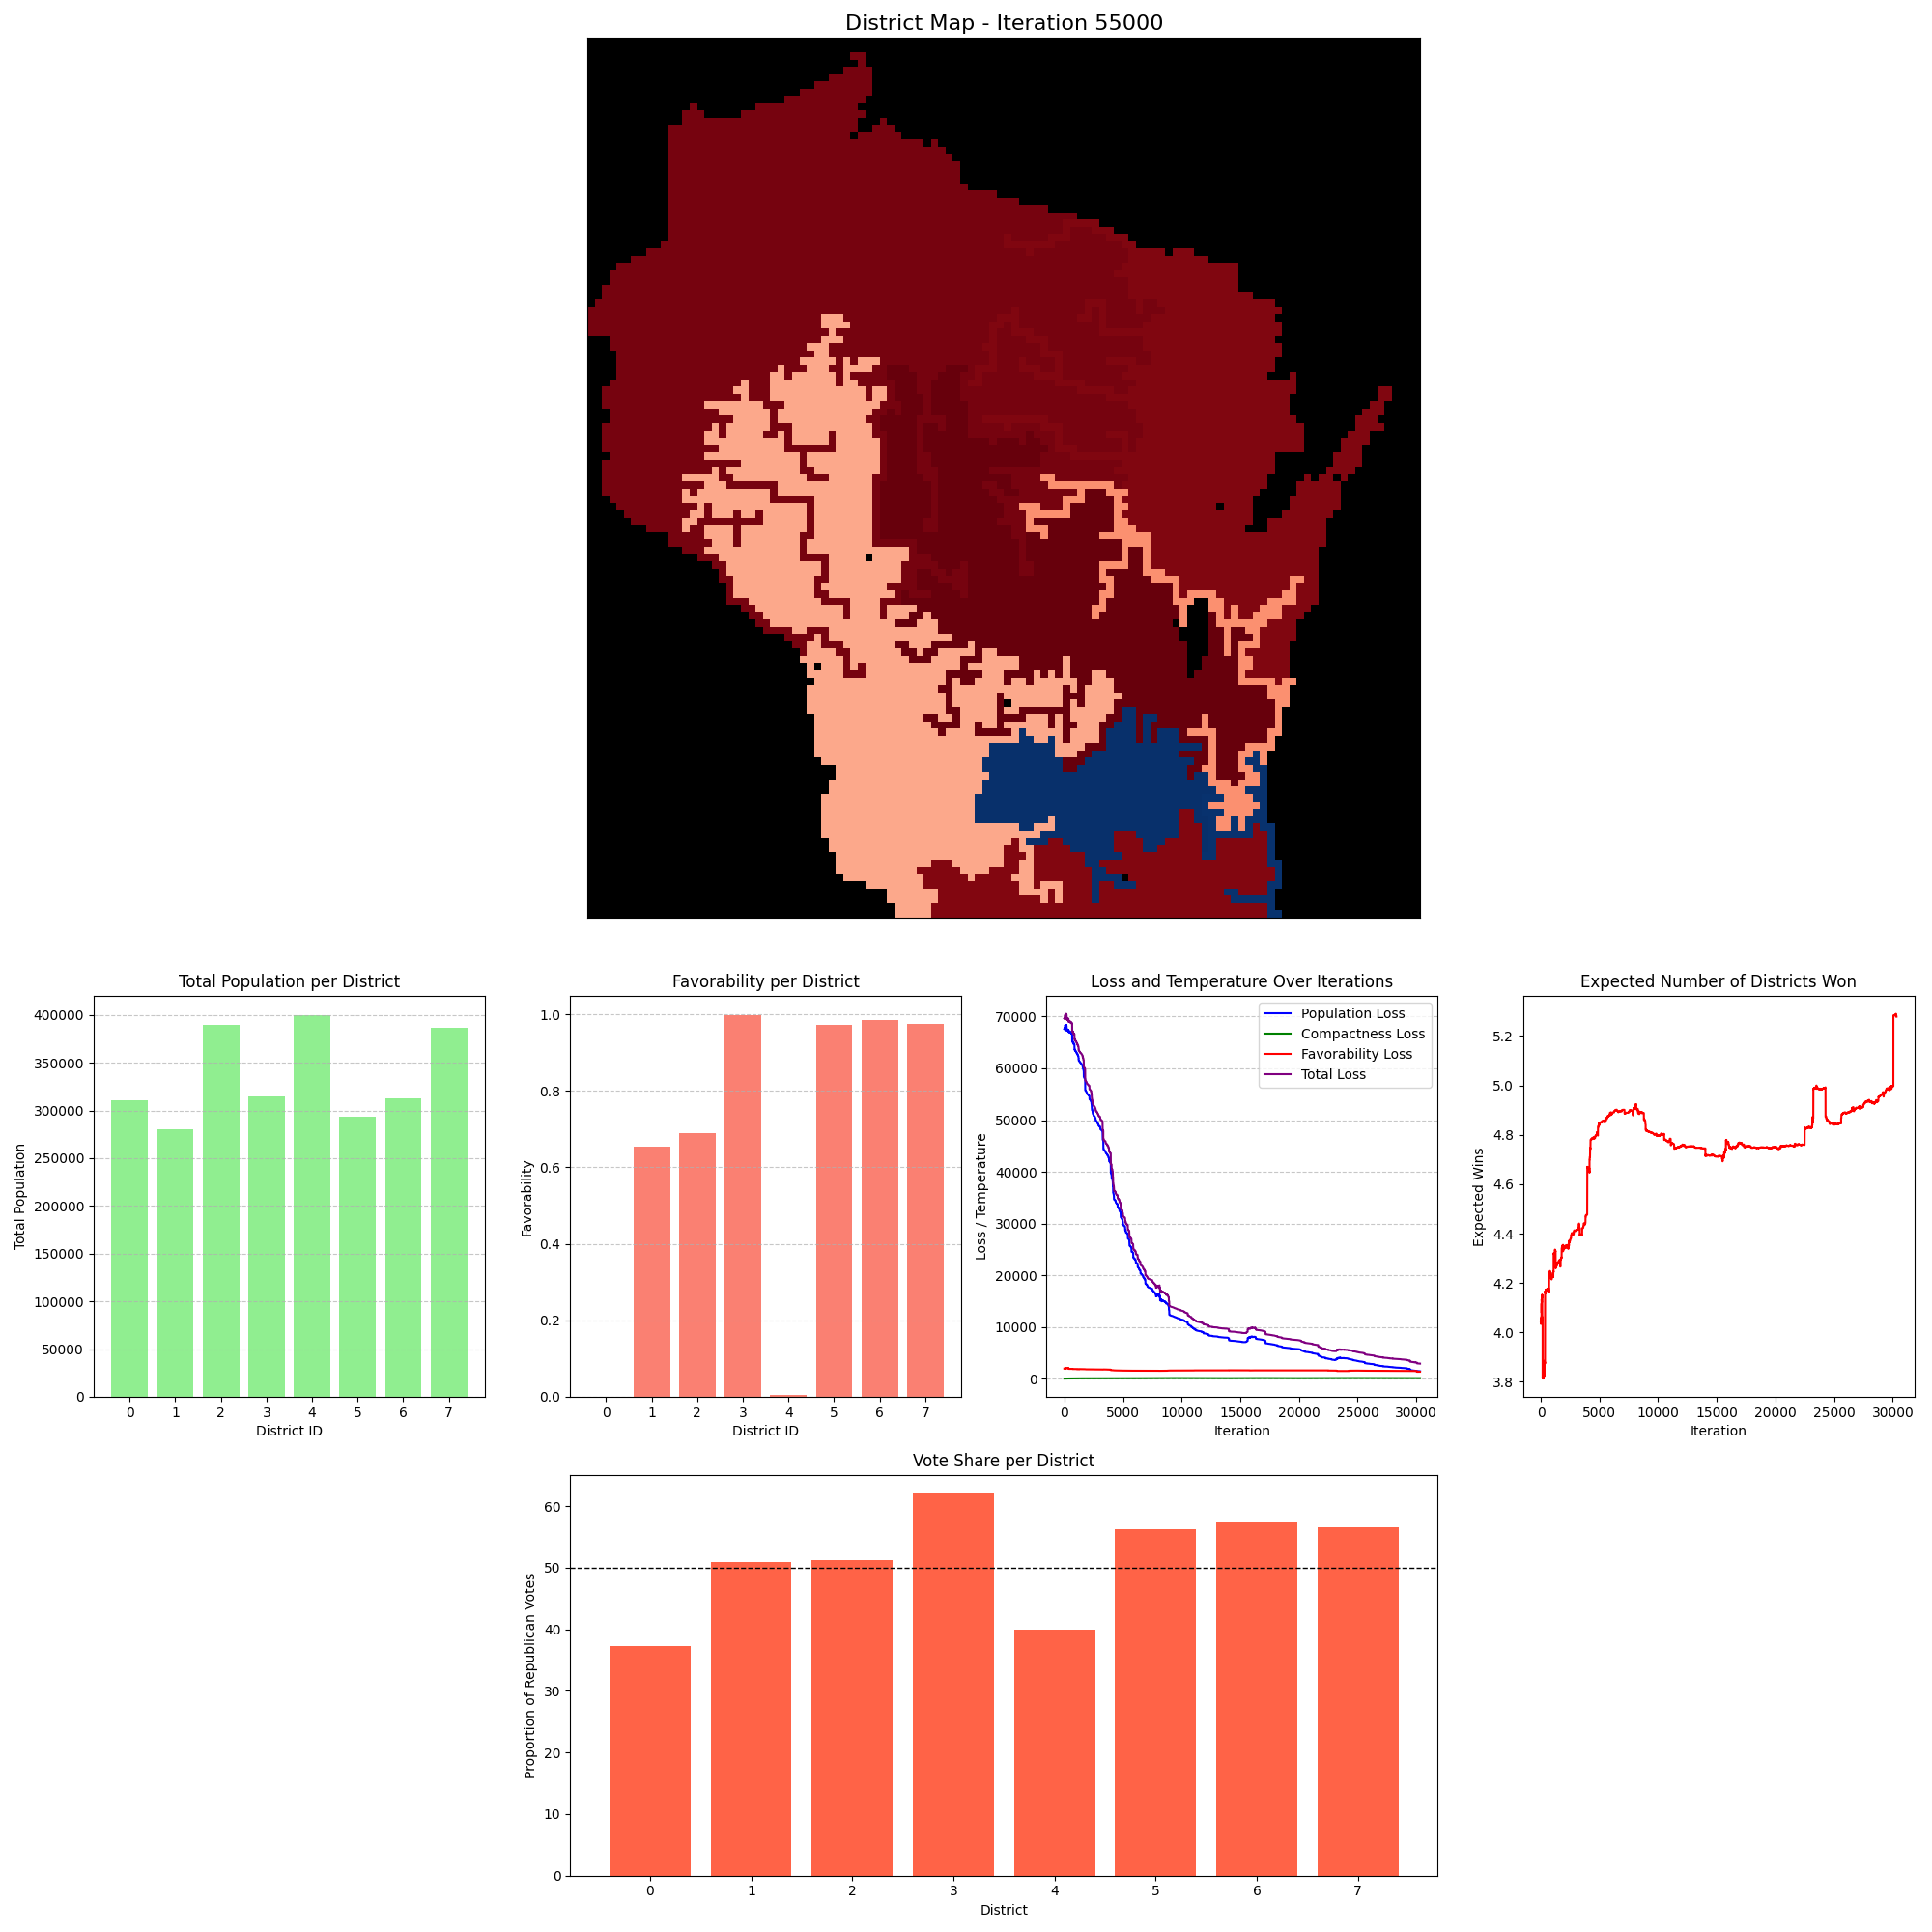 District Map - Iteration 55000
Total Population per District
Total Population
400000
350000
300000
250000
200000
150000
100000
50000
0
0 1 2 3 4 5 6 7
District ID
Favorability per District
Favorability
1.0
0.8
0.6
0.4
0.2
0.0
0 1 2 3 4 5 6 7
District ID
Loss and Temperature Over Iterations
Loss / Temperature
70000
60000
50000
40000
30000
20000
10000
0
Population Loss
Compactness Loss
Favorability Loss
Total Loss
0 5000 10000 15000 20000 25000 30000
Iteration
Expected Number of Districts Won
Expected Wins
5.2
5.0
4.8
4.6
4.4
4.2
4.0
3.8
0 5000 10000 15000 20000 25000 30000
Iteration
Vote Share per District
Proportion of Republican Votes
60
50
40
30
20
10
0
0 1 2 3 4 5 6 7
District